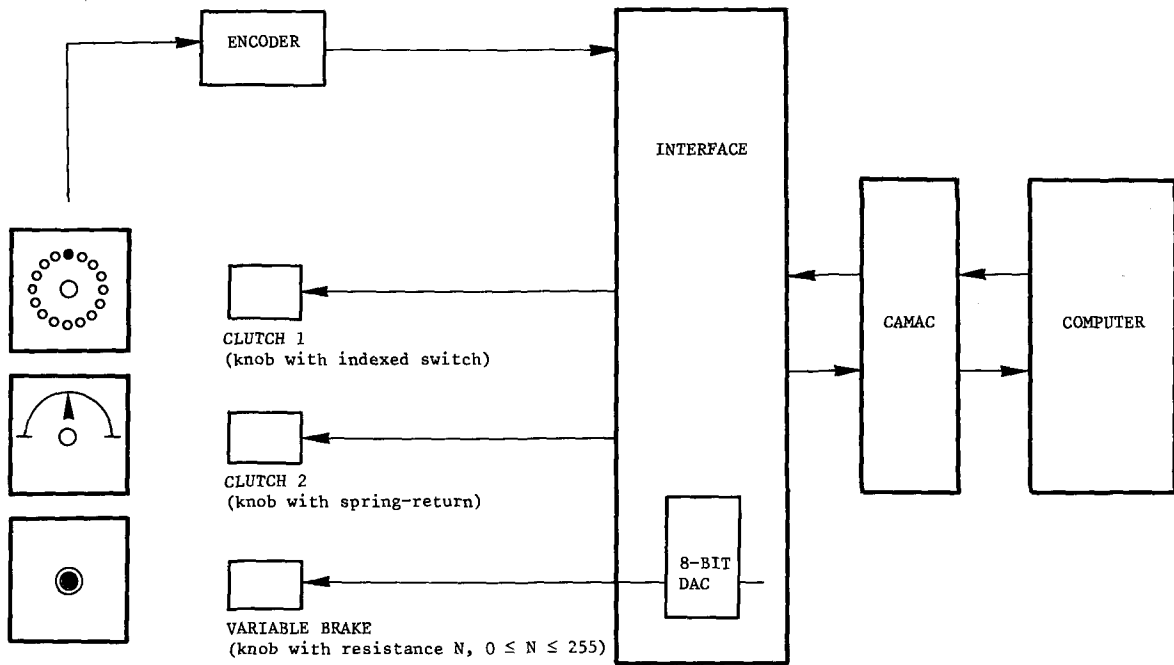 ENCODER
INTERFACE
CAMAC
COMPUTER
CLUTCH 1
(knob with indexed switch)
CLUTCH 2
(knob with spring-return)
8-BIT
DAC
VARIABLE BRAKE
(knob with resistance N, 0 ≤ N ≤ 255)